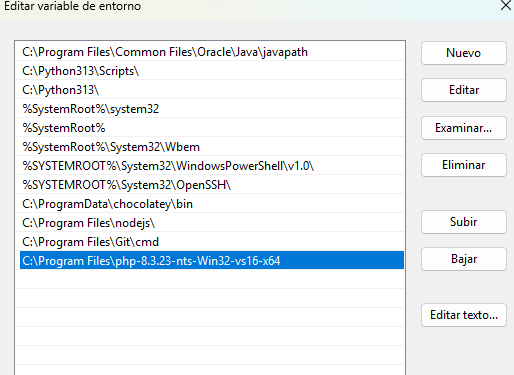 Editar variable de entorno
C:\Program Files\Common Files\Oracle\Java\javapath
C:\Python313\Scripts\
C:\Python313\
%SystemRoot%\system32
%SystemRoot%
%SystemRoot%\System32\Wbem
%SYSTEMROOT%\System32\WindowsPowerShell\v1.0\
%SYSTEMROOT%\System32\OpenSSH\
C:\ProgramData\chocolatey\bin
C:\Program Files\nodejs\
C:\Program Files\Git\cmd
C:\Program Files\php-8.3.23-nts-Win32-vs16-x64
Nuevo
Editar
Examinar...
Eliminar
Subir
Bajar
Editar texto...